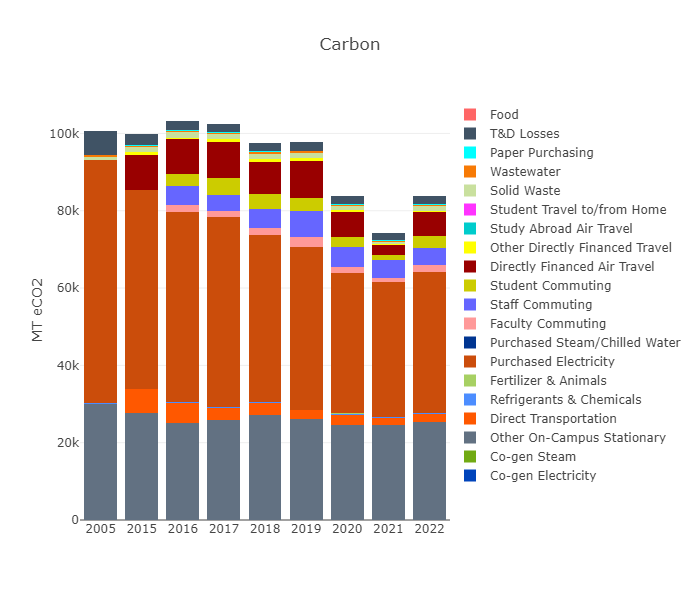 Carbon
MT eCO2
100k
80k
60k
40k
20k
0
2005 2015 2016 2017 2018 2019 2020 2021 2022
Food
T&D Losses
Paper Purchasing
Wastewater
Solid Waste
Student Travel to/from Home
Study Abroad Air Travel
Other Directly Financed Travel
Directly Financed Air Travel
Student Commuting
Staff Commuting
Faculty Commuting
Purchased Steam/Chilled Water
Purchased Electricity
Fertilizer & Animals
Refrigerants & Chemicals
Direct Transportation
Other On-Campus Stationary
Co-gen Steam
Co-gen Electricity